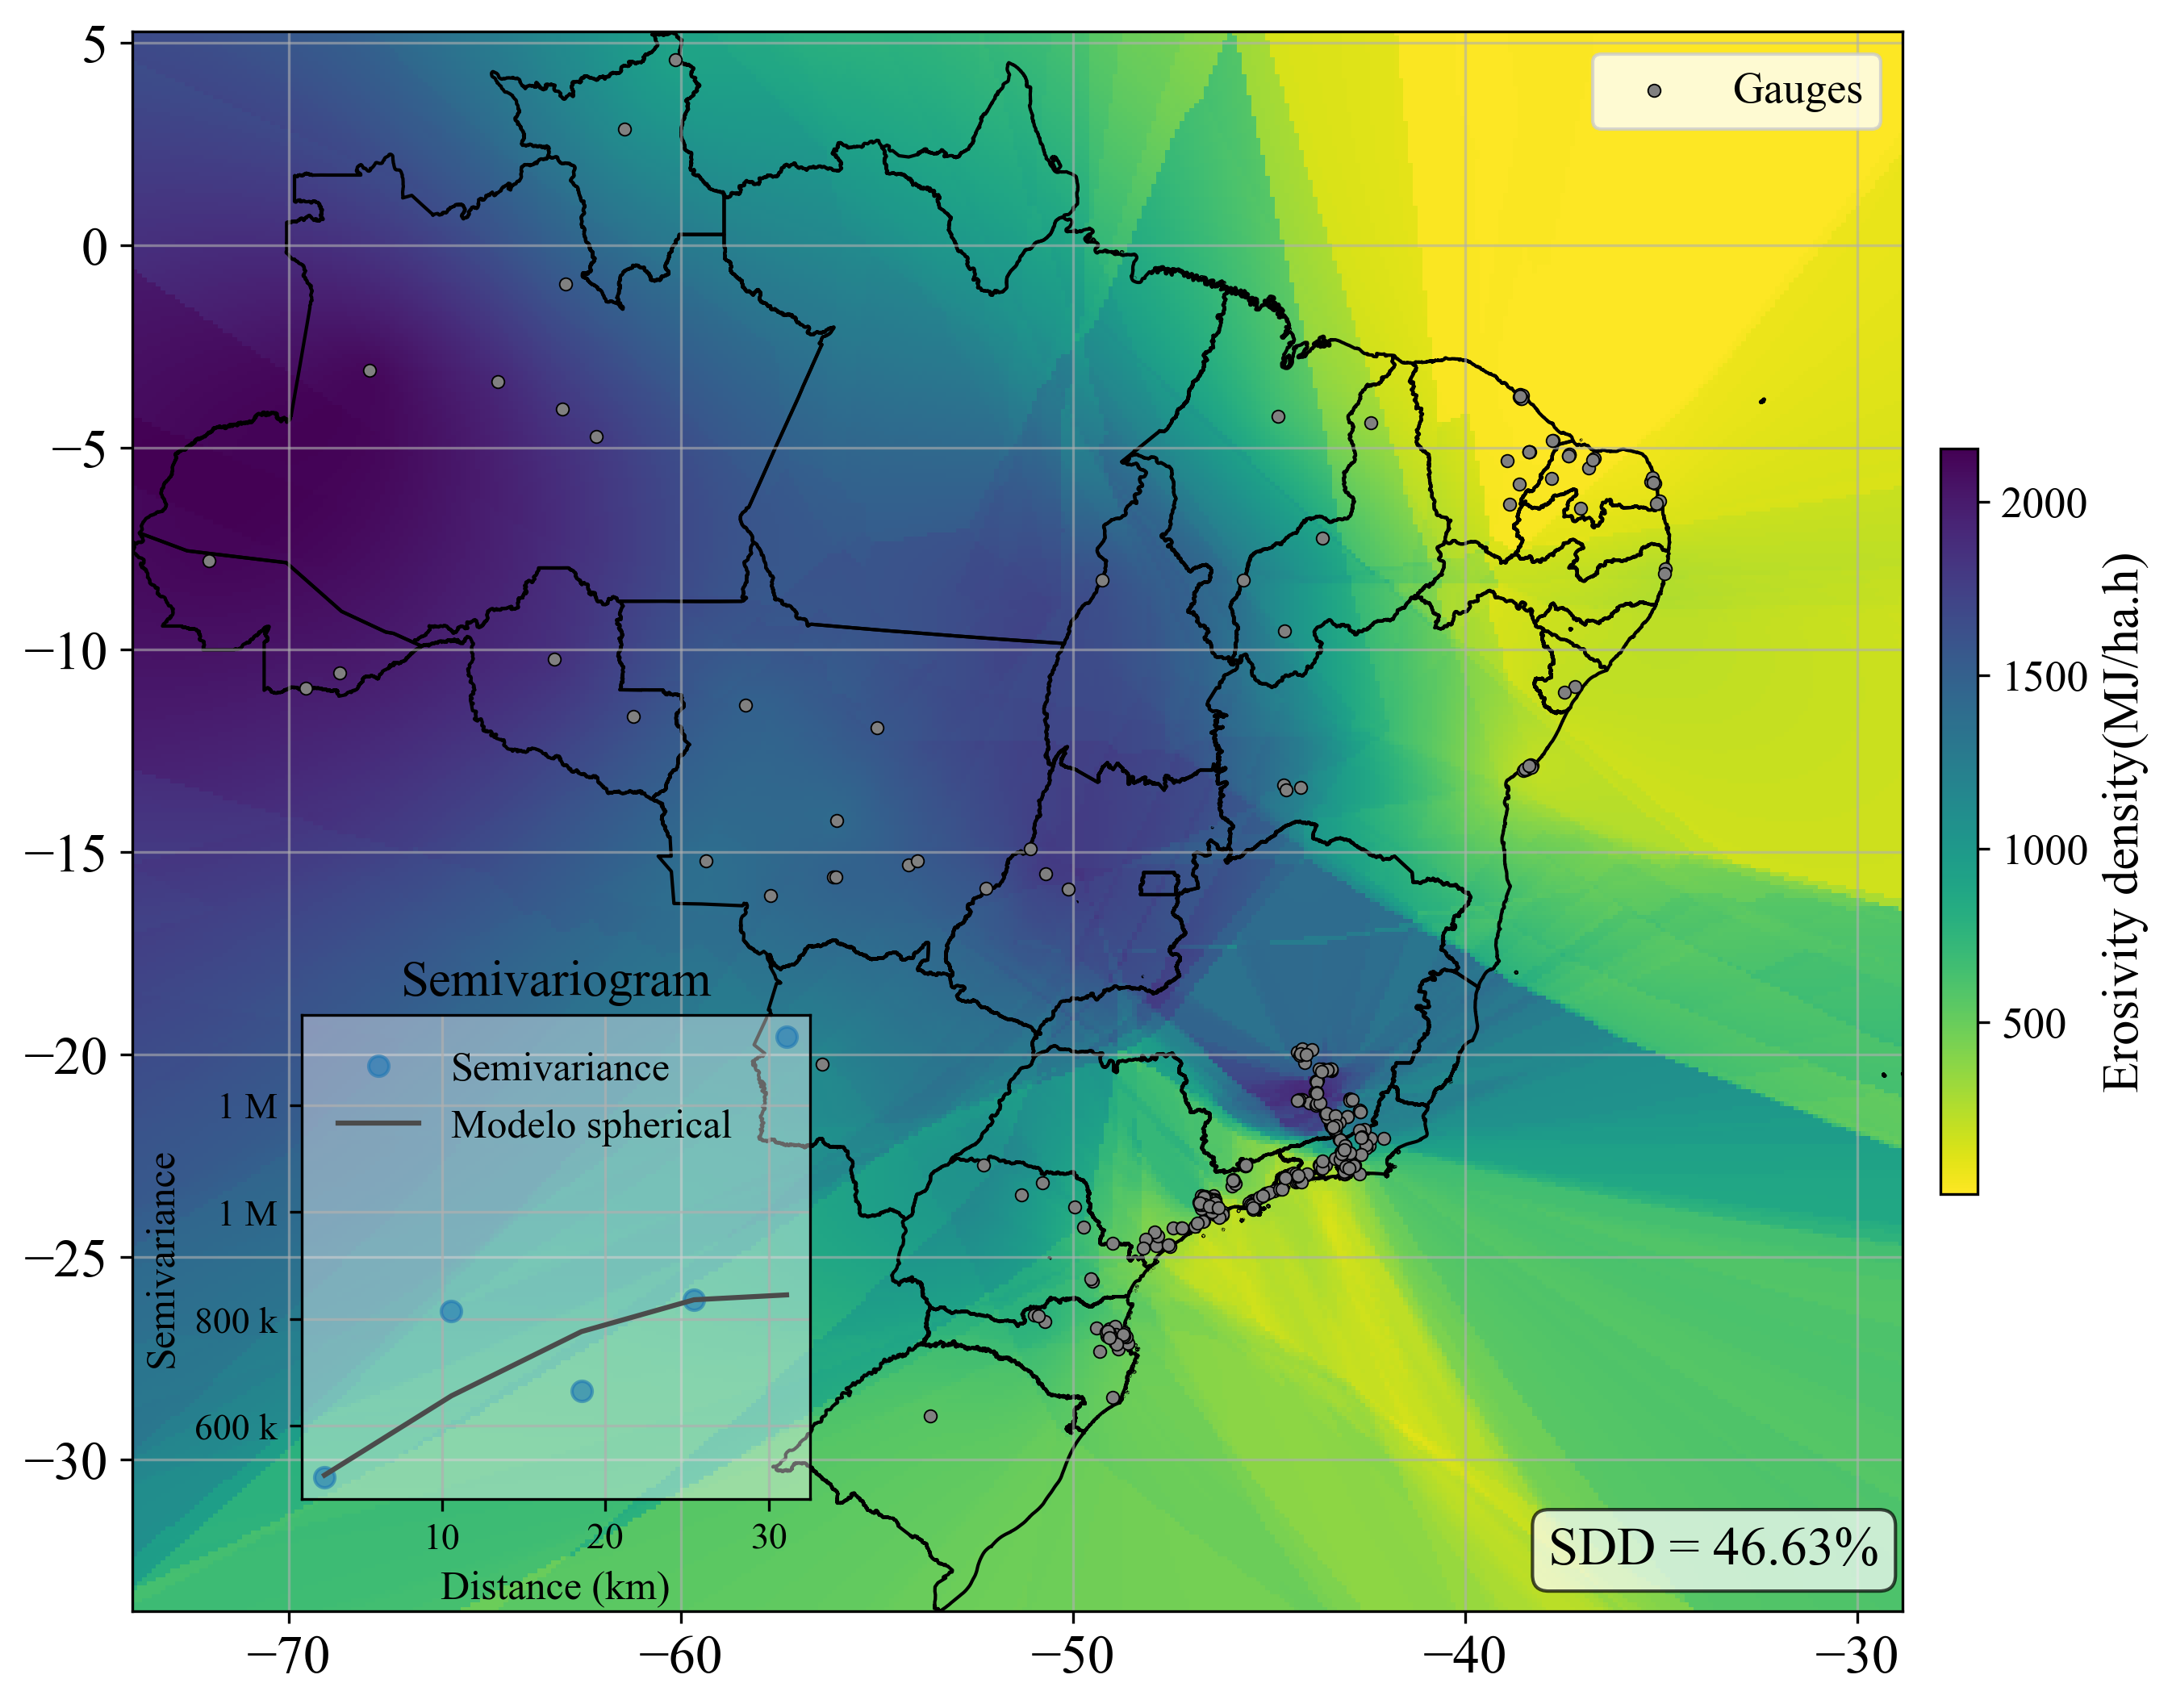 5
0
−5
−10
−15
−20
−25
−30
−70
−60
−50
−40
−30
Gauges
2000
1500
1000
500
Erosivity density(MJ/ha.h)
Semivariogram
Semivariance
Modelo spherical
1 M
1 M
800 k
600 k
Semivariance
10
20
30
Distance (km)
SDD = 46.63%